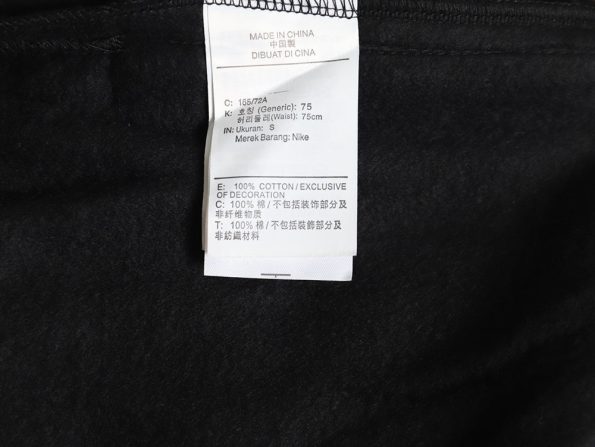 MADE IN CHINA
中国製
DIBUAT DI CINA
C: 155/72A
K: 호칭 (Generic): 75
허리둘레(Waist): 75cm
IN: Ukuran: S
Merek Barang: Nike
E: 100% COTTON / EXCLUSIVE
OF DECORATION
C: 100% 棉 / 不包括装饰部分及
非纤维物质
T: 100% 棉 / 不包括裝飾部分及
非紡織材料